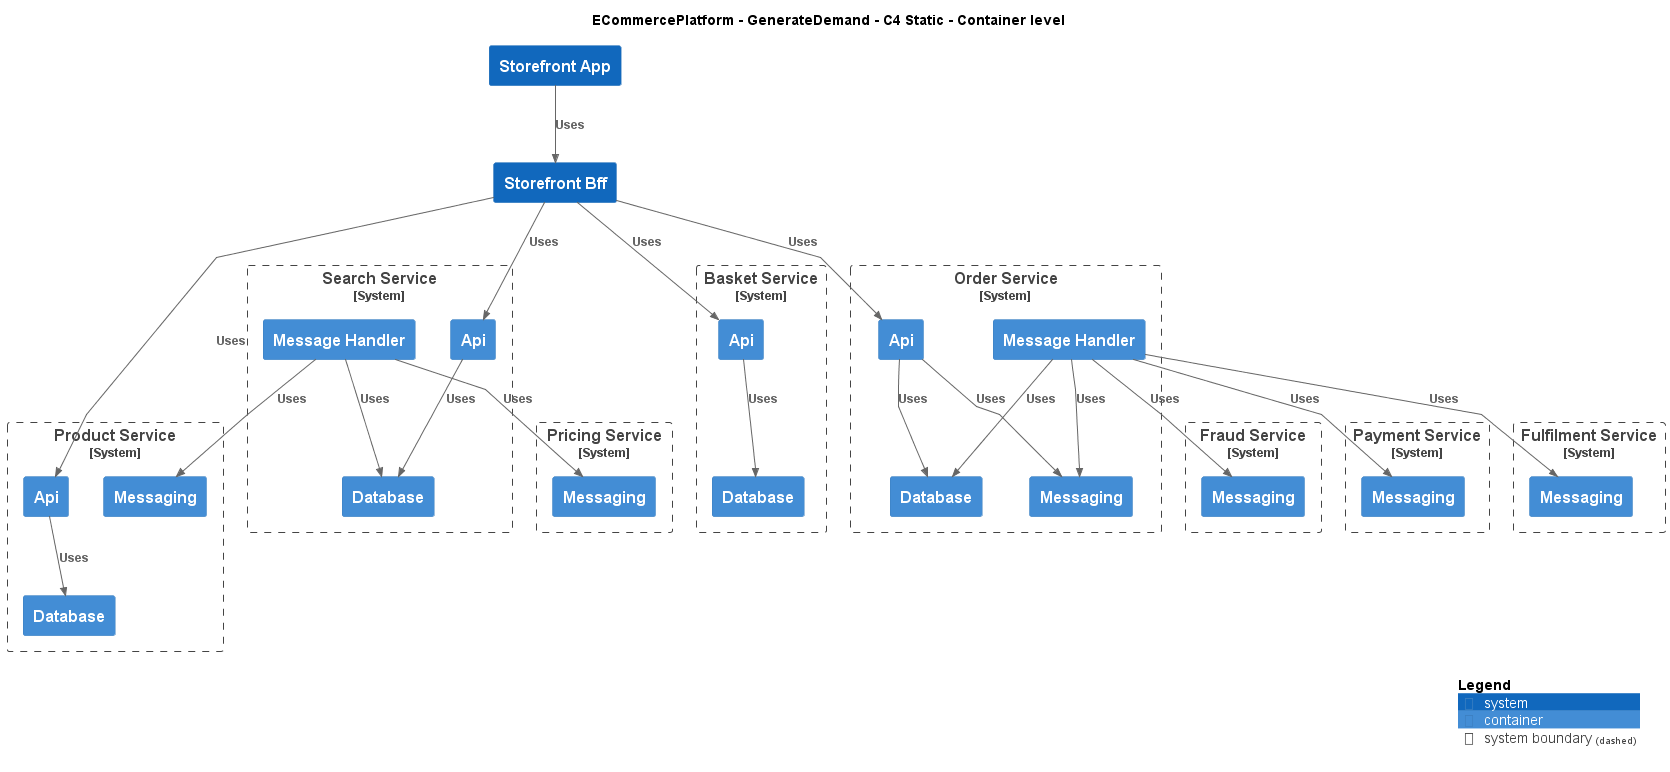 ECommercePlatform - GenerateDemand - C4 Static - Container level
Storefront App
Uses
Storefront Bff
Uses
Uses
Uses
Search Service
[System]
Basket Service
[System]
Order Service
[System]
Uses
Message Handler
Api
Api
Api
Message Handler
Uses
Uses
Uses
Uses
Uses
Uses
Uses
Uses
Uses
Uses
Uses
Uses
Product Service
[System]
Pricing Service
[System]
Fraud Service
[System]
Payment Service
[System]
Fulfilment Service
[System]
Api
Messaging
Database
Messaging
Database
Database
Messaging
Messaging
Messaging
Messaging
Uses
Database
Legend
system
container
system boundary (dashed)